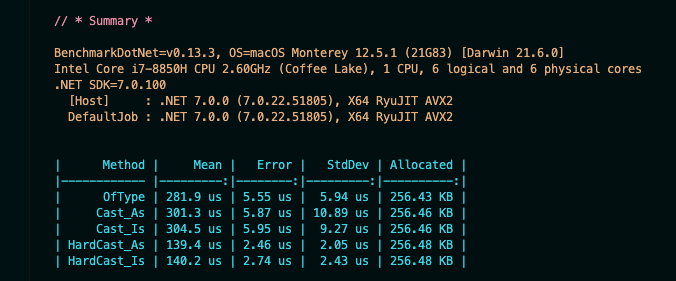 // * Summary *
BenchmarkDotNet=v0.13.3, OS=macOS Monterey 12.5.1 (21G83) [Darwin 21.6.0]
Intel Core i7-8850H CPU 2.60GHz (Coffee Lake), 1 CPU, 6 logical and 6 physical cores
.NET SDK=7.0.100
  [Host]     : .NET 7.0.0 (7.0.22.51805), X64 RyuJIT AVX2
  DefaultJob : .NET 7.0.0 (7.0.22.51805), X64 RyuJIT AVX2
|      Method |     Mean |   Error |   StdDev | Allocated |
|------------ |---------:|--------:|---------:|----------:|
|      OfType | 281.9 us | 5.55 us |  5.94 us | 256.43 KB |
|     Cast_As | 301.3 us | 5.87 us | 10.89 us | 256.46 KB |
|     Cast_Is | 304.5 us | 5.95 us |  9.27 us | 256.46 KB |
| HardCast_As | 139.4 us | 2.46 us |  2.05 us | 256.48 KB |
| HardCast_Is | 140.2 us | 2.74 us |  2.43 us | 256.48 KB |